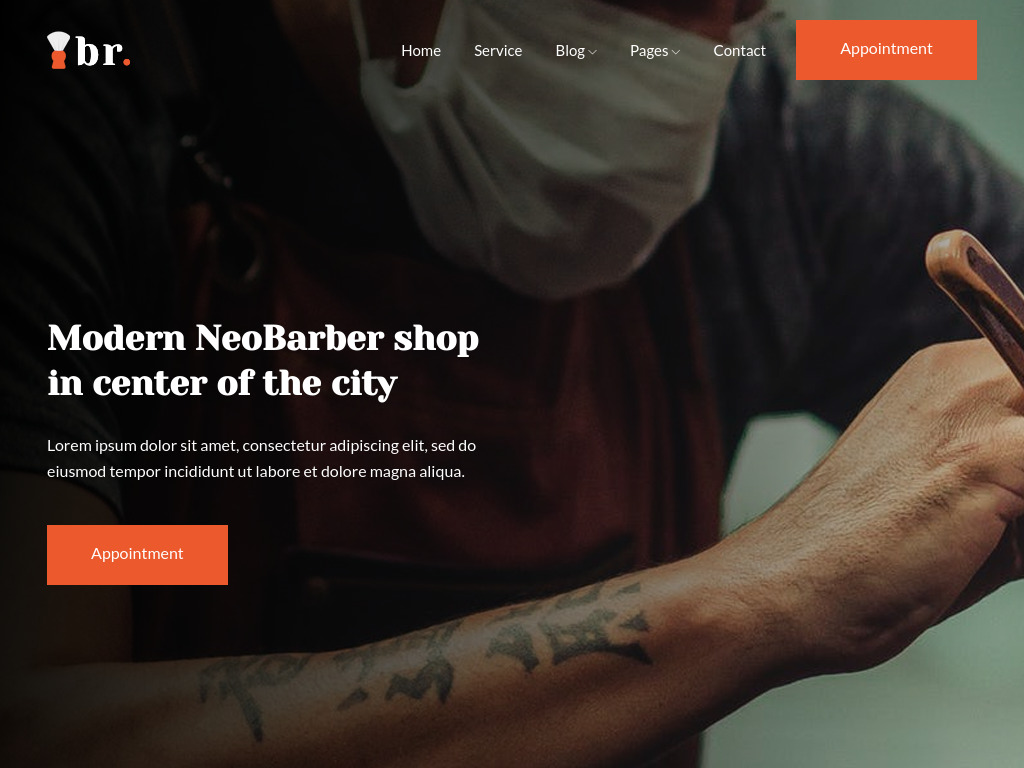 br.
Home Service Blog Pages Contact Appointment
Modern NeoBarber shop
in center of the city
Lorem ipsum dolor sit amet, consectetur adipiscing elit, sed do
eiusmod tempor incididunt ut labore et dolore magna aliqua.
Appointment